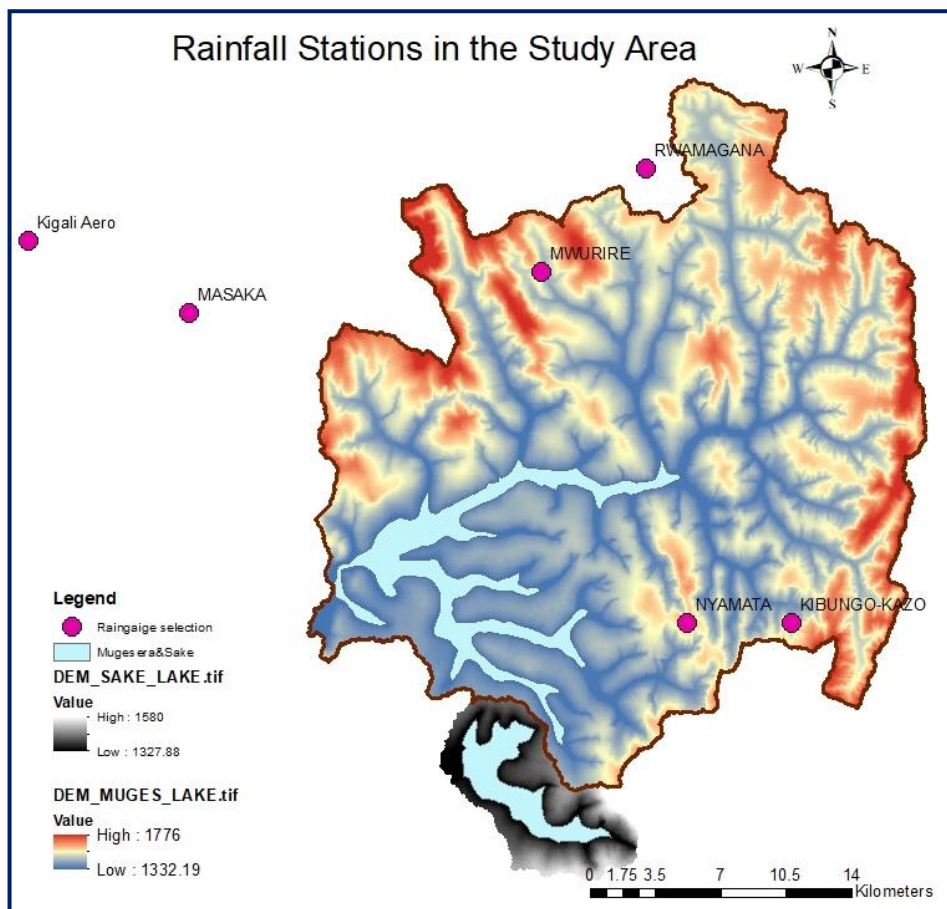 Rainfall Stations in the Study Area
N
W E
S
RWAMAGANA
Kigali Aero
MWURIRE
MASAKA
NYAMATA
KIBUNGO-KAZO
Legend
Raingaige selection
Mugesera&Sake
DEM_SAKE_LAKE.tif
Value
High : 1580
Low : 1327.88
DEM_MUGES_LAKE.tif
Value
High : 1776
Low : 1332.19
0 1.75 3.5 7 10.5 14
Kilometers